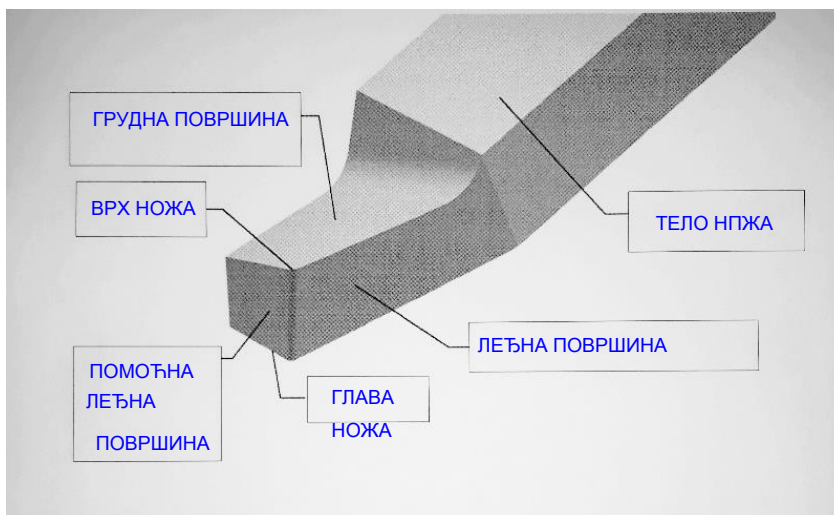 ГРУДНА ПОВРШИНА
ВРХ НОЖА
ТЕЛО НПЖА
ЛЕЂНА ПОВРШИНА
ПОМОЋНА
ЛЕЂНА
ПОВРШИНА
ГЛАВА
НОЖА